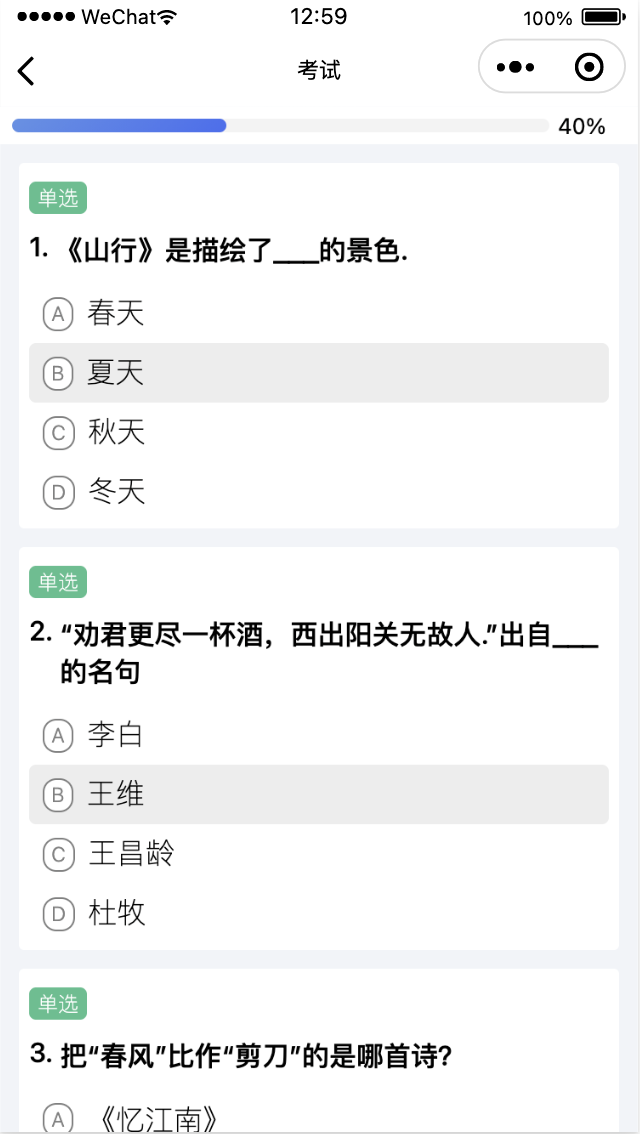 WeChat 12:59 100%
考试
40%
单选
1. 《山行》是描绘了____的景色.
A 春天
B 夏天
C 秋天
D 冬天
单选
2. “劝君更尽一杯酒，西出阳关无故人.”出自____
的名句
A 李白
B 王维
C 王昌龄
D 杜牧
单选
3. 把“春风”比作“剪刀”的是哪首诗?
A 《忆江南》